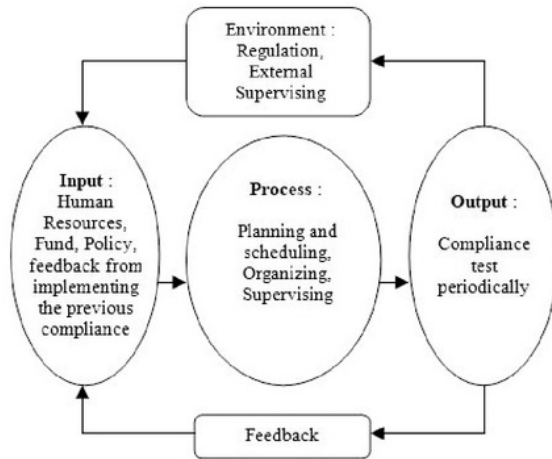 Environment :
Regulation,
External
Supervising
Input :
Human
Resources,
Fund, Policy,
feedback from
implementing
the previous
compliance
Process :
Planning and
scheduling,
Organizing,
Supervising
Output :
Compliance
test
periodically
Feedback